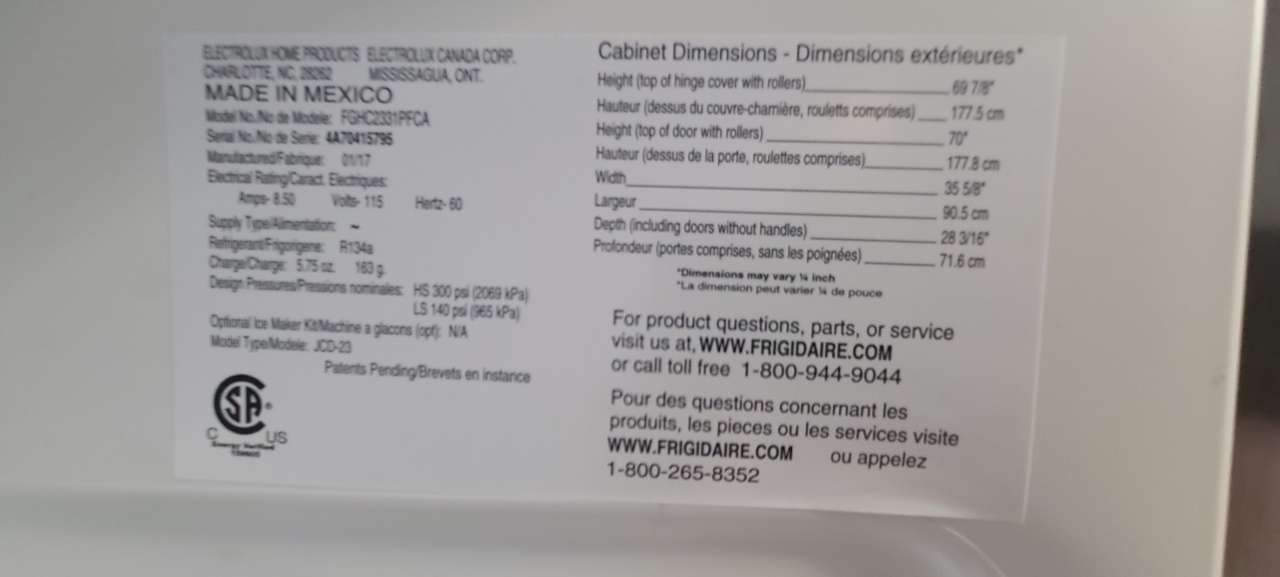 ELECTROLUX HOME PRODUCTS ELECTROLUX CANADA CORP.
CHARLOTTE, NC, 28262 MISSISSAGUA, ONT.
MADE IN MEXICO
Model No./No de Modele: FGHC2331PFCA
Serial No./No de Serie: 4A70415795
Manufactured/Fabrique: 01/17
Electrical Rating/Caract. Electriques:
Amps- 8.50 Volts- 115 Hertz- 60
Supply Type/Alimentation: ~
Refrigerant/Frigorigene: R134a
Charge/Charge: 5.75 oz. 163 g.
Design Pressures/Pressions nominales: HS 300 psi (2069 kPa)
LS 140 psi (965 kPa)
Optional Ice Maker Kit/Machine a glacons (opt): N/A
Model Type/Modele: JCD-23
Patents Pending/Brevets en instance
CSA ®
C US
Energy Verified
Cabinet Dimensions - Dimensions extérieures*
Height (top of hinge cover with rollers) 69 7/8"
Hauteur (dessus du couvre-charnière, rouletts comprises) 177.5 cm
Height (top of door with rollers) 70"
Hauteur (dessus de la porte, roulettes comprises) 177.8 cm
Width 35 5/8"
Largeur 90.5 cm
Depth (including doors without handles) 28 3/16"
Profondeur (portes comprises, sans les poignées) 71.6 cm
*Dimensions may vary ¼ inch
*La dimension peut varier ¼ de pouce
For product questions, parts, or service
visit us at, WWW.FRIGIDAIRE.COM
or call toll free 1-800-944-9044
Pour des questions concernant les
produits, les pieces ou les services visite
WWW.FRIGIDAIRE.COM ou appelez
1-800-265-8352